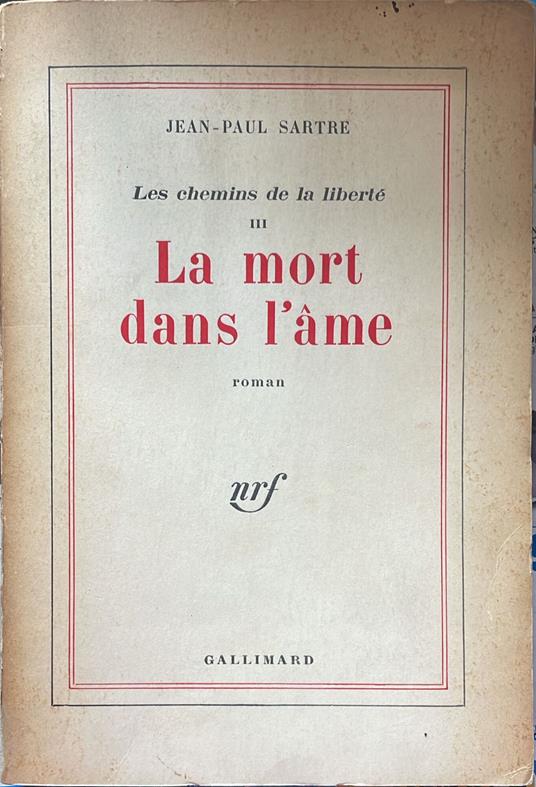 JEAN-PAUL SARTRE
Les chemins de la liberté
III
La mort
dans l'âme
roman
nrf
GALLIMARD